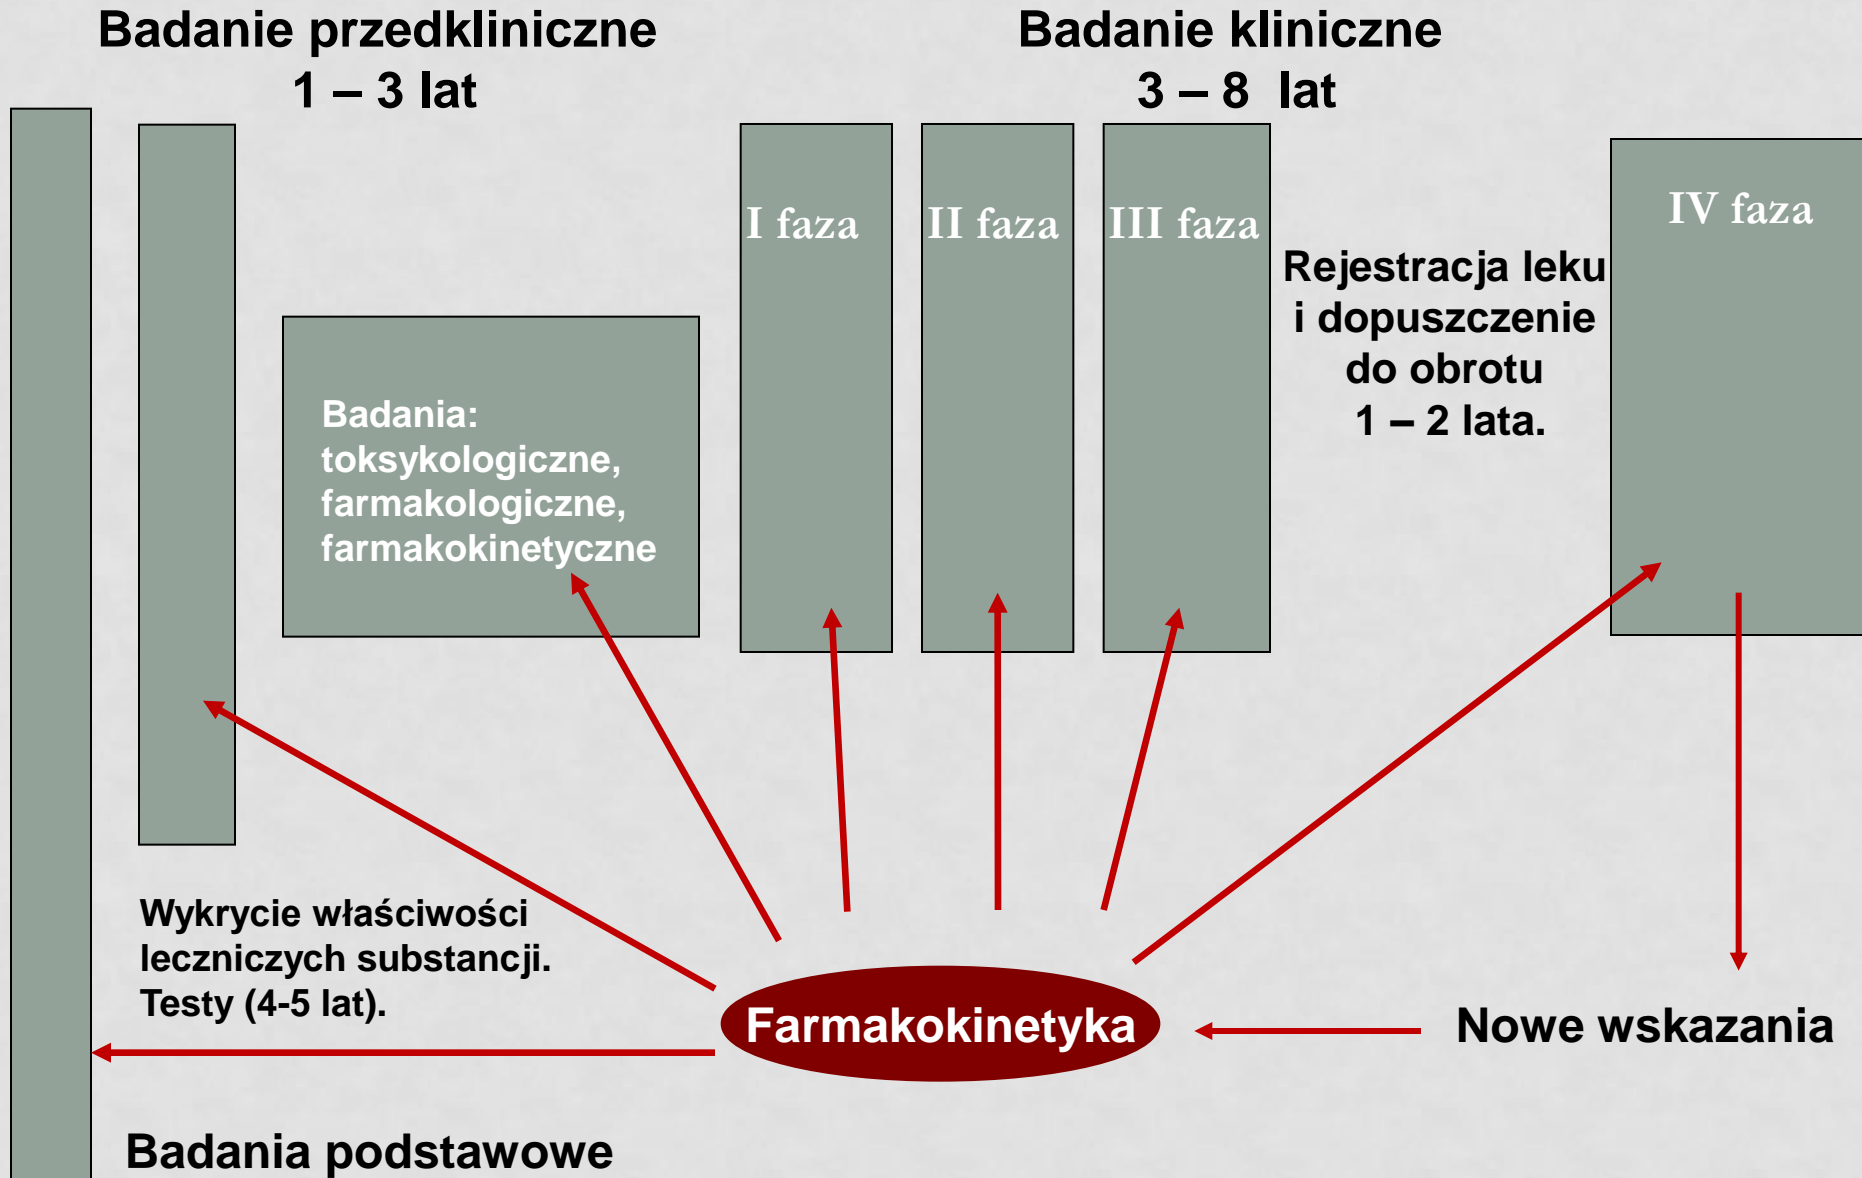 Badanie przedkliniczne
1 – 3 lat
Badanie kliniczne
3 – 8  lat
I faza
II faza
III faza
IV faza
Rejestracja leku
i dopuszczenie
do obrotu
1 – 2 lata.
Badania:
toksykologiczne,
farmakologiczne,
farmakokinetyczne
Wykrycie właściwości
leczniczych substancji.
Testy (4-5 lat).
Farmakokinetyka
Nowe wskazania
Badania podstawowe